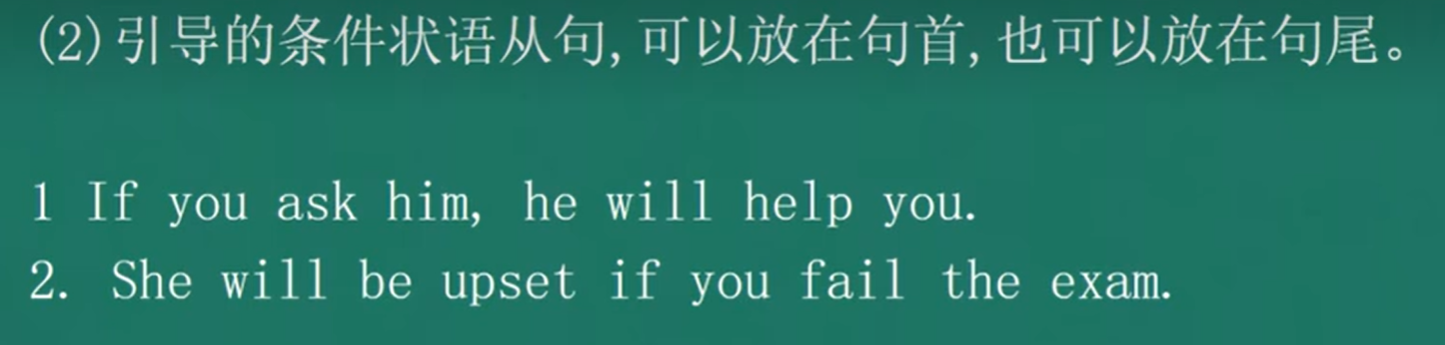 (2)引导的条件状语从句,可以放在句首,也可以放在句尾。
1 If you ask him, he will help you.
2. She will be upset if you fail the exam.